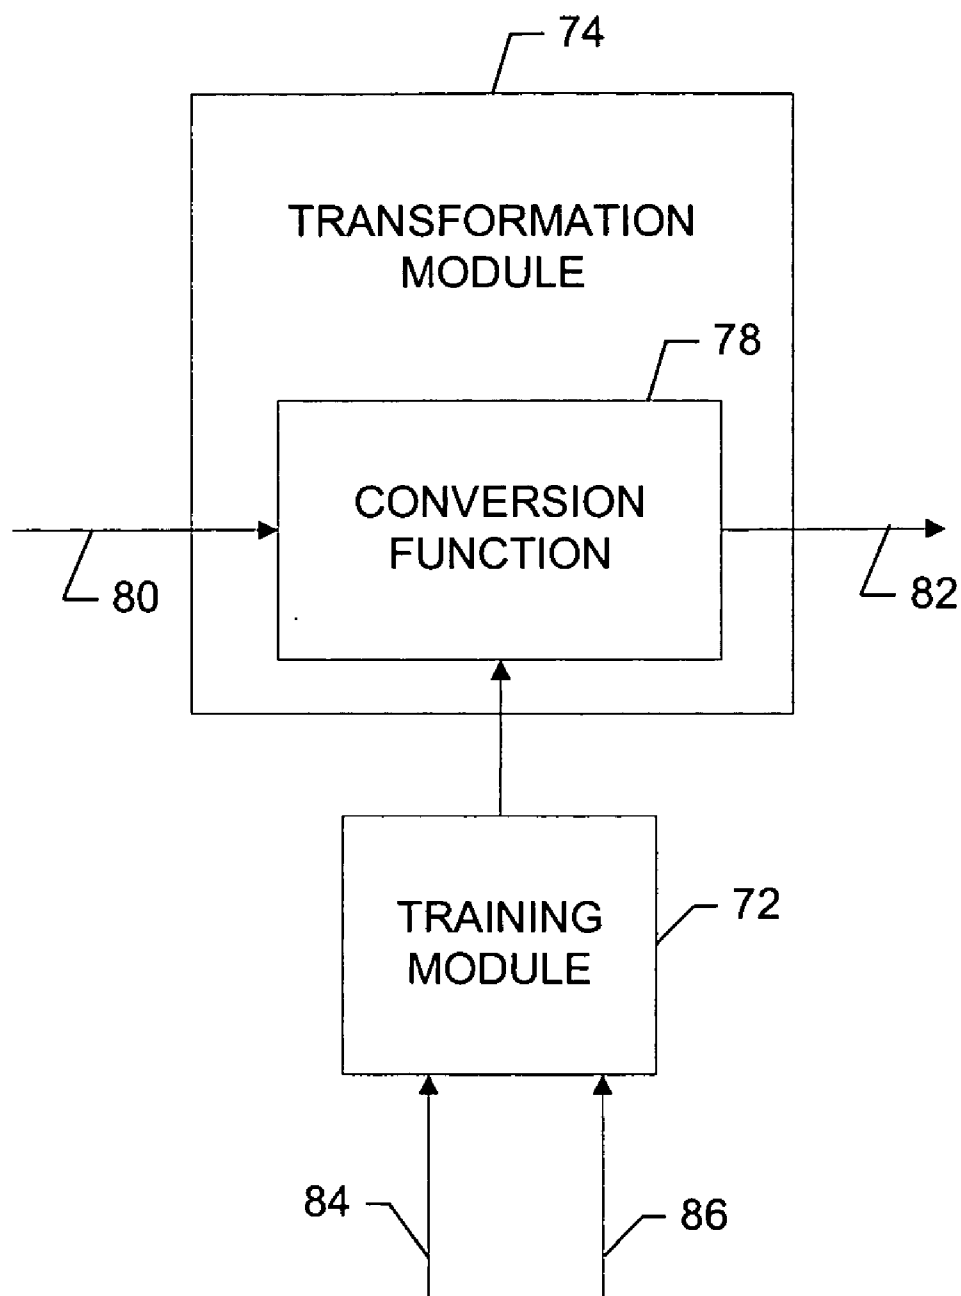 74
TRANSFORMATION
MODULE
78
CONVERSION
FUNCTION
80
82
TRAINING
MODULE
72
84
86